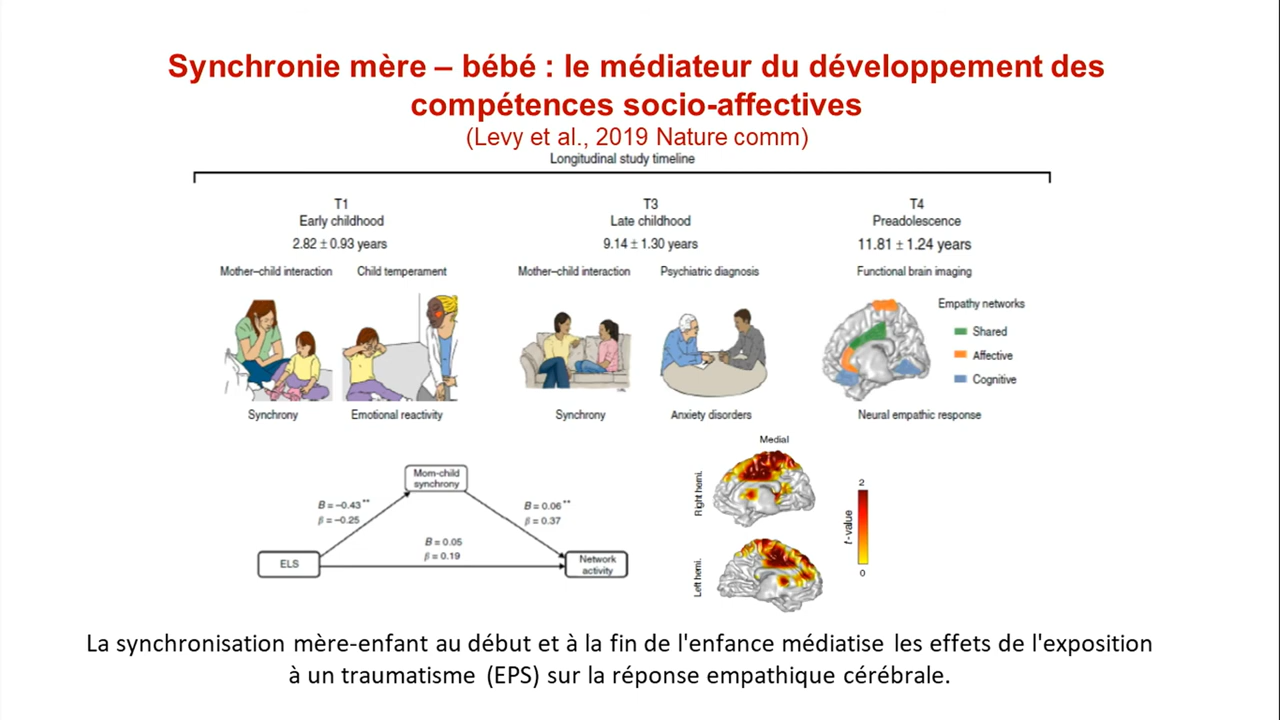 Synchronie mère – bébé : le médiateur du développement des
compétences socio-affectives
(Levy et al., 2019 Nature comm)
Longitudinal study timeline
T1
Early childhood
2.82 ± 0.93 years
Mother–child interaction
Child temperament
Synchrony
Emotional reactivity
T3
Late childhood
9.14 ± 1.30 years
Mother–child interaction
Psychiatric diagnosis
Synchrony
Anxiety disorders
T4
Preadolescence
11.81 ± 1.24 years
Functional brain imaging
Empathy networks
Shared
Affective
Cognitive
Neural empathic response
Mom-child
synchrony
B = –0.43**
β = –0.25
B = 0.06**
β = 0.37
B = 0.05
β = 0.19
ELS
Network
activity
Medial
Right hemi.
Left hemi.
2
t-value
0
La synchronisation mère-enfant au début et à la fin de l'enfance médiatise les effets de l'exposition
à un traumatisme (EPS) sur la réponse empathique cérébrale.